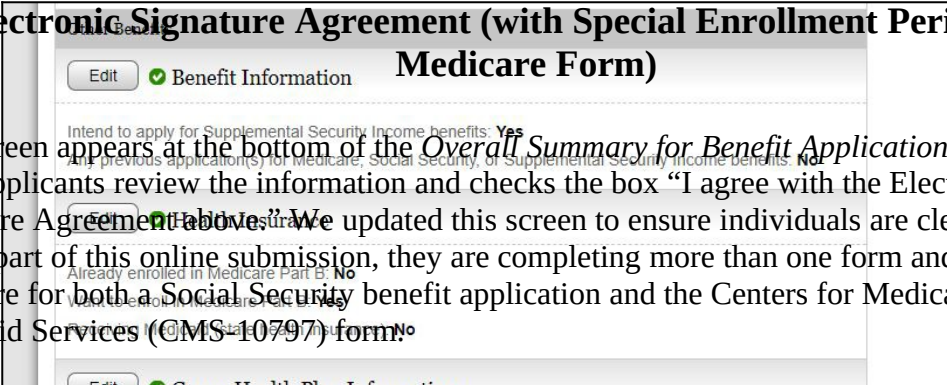 ectronic Signature Agreement (with Special Enrollment Peri
Other Benefits
Medicare Form)
Edit Benefit Information
Intend to apply for Supplemental Security Income benefits: Yes
reen appears at the bottom of the Overall Summary for Benefit Application
Any previous application(s) for Medicare, Social Security, or Supplemental Security Income benefits: No
pplicants review the information and checks the box “I agree with the Elec
re Agreement above.” We updated this screen to ensure individuals are cle
Edit Health Insurance
part of this online submission, they are completing more than one form and
Already enrolled in Medicare Part B: No
re for both a Social Security benefit application and the Centers for Medica
Want to enroll in Medicare Part B: Yes
id Services (CMS-10797) form.
Receiving Medicaid (state health insurance): No
Edit Group Health Plan Information